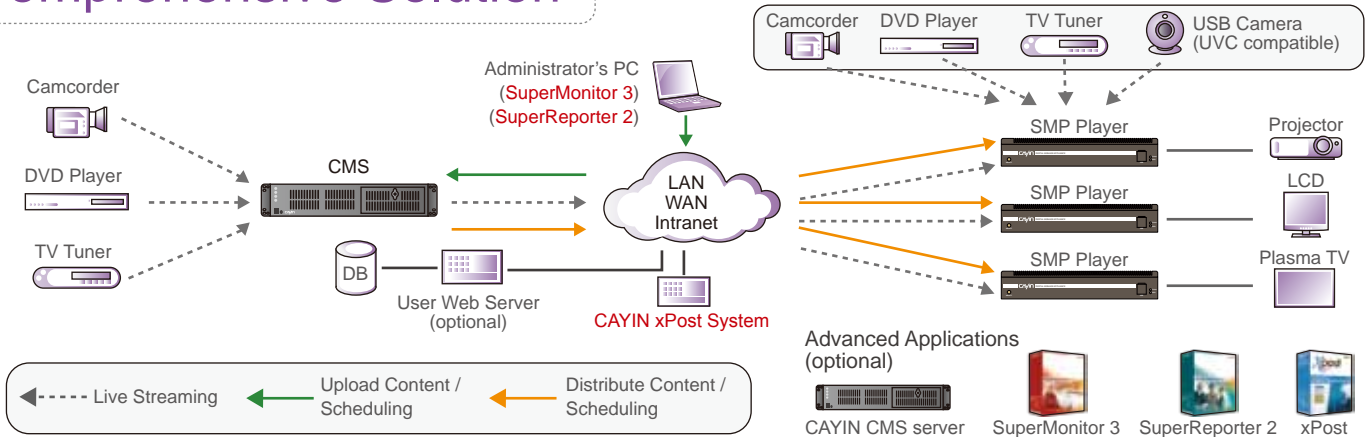 omprehensive Solution
Camcorder
DVD Player
TV Tuner
USB Camera
(UVC compatible)
Administrator's PC
(SuperMonitor 3)
(SuperReporter 2)
Camcorder
DVD Player
TV Tuner
CMS
LAN
WAN
Intranet
SMP Player
SMP Player
SMP Player
Projector
LCD
Plasma TV
DB
User Web Server
(optional)
CAYIN xPost System
Live Streaming
Upload Content /
Scheduling
Distribute Content /
Scheduling
Advanced Applications
(optional)
CAYIN CMS server
SuperMonitor 3
SuperReporter 2
xPost